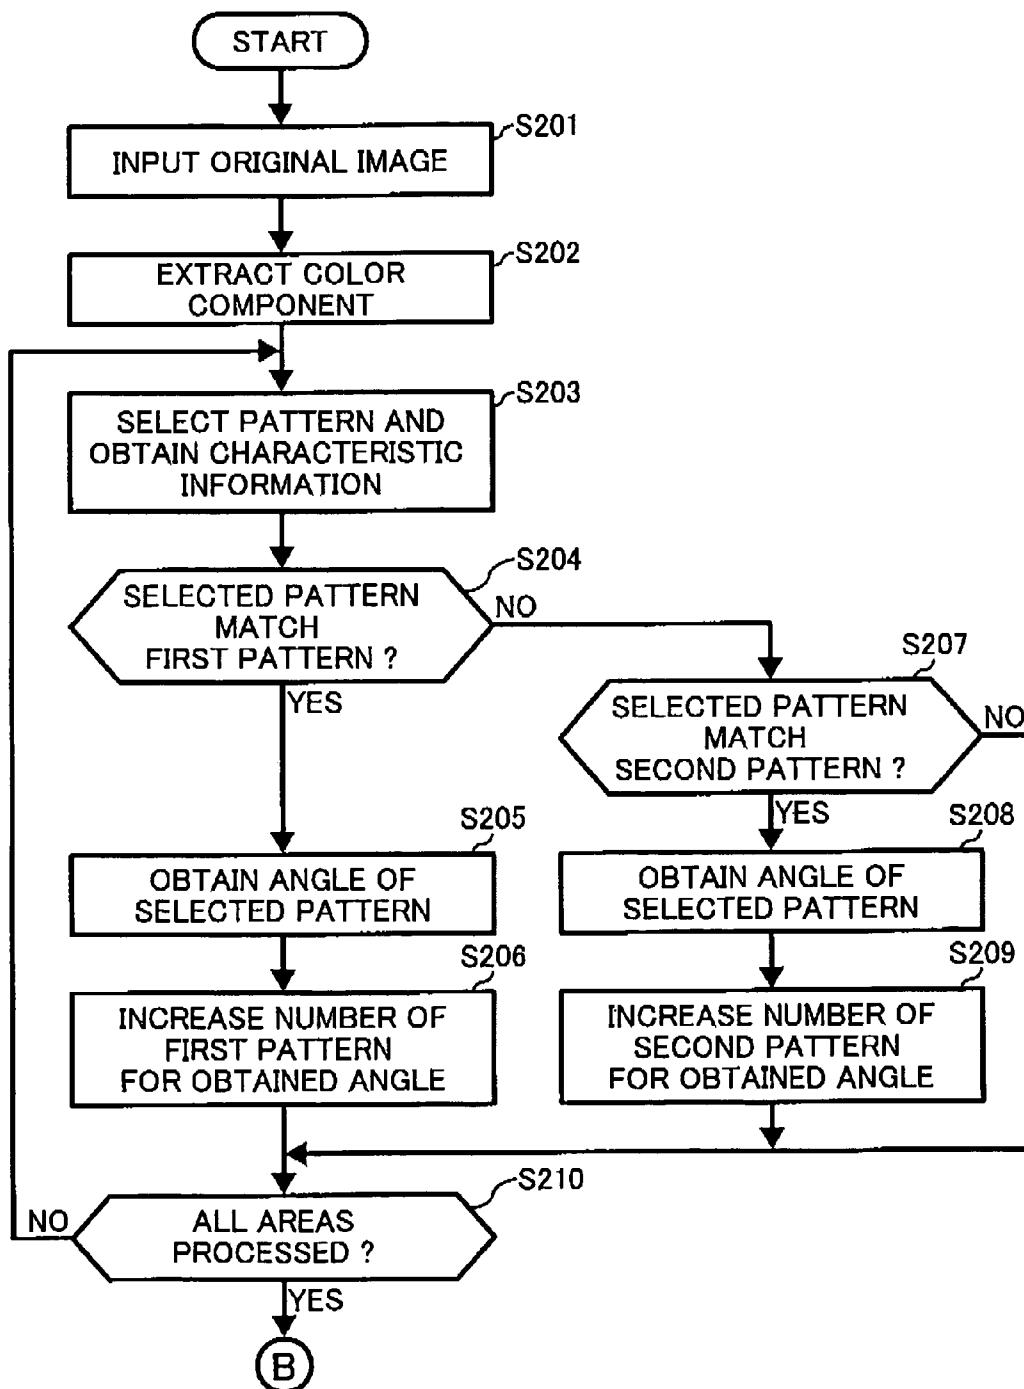 START
S201
INPUT ORIGINAL IMAGE
S202
EXTRACT COLOR
COMPONENT
S203
SELECT PATTERN AND
OBTAIN CHARACTERISTIC
INFORMATION
S204
SELECTED PATTERN
MATCH
FIRST PATTERN ?
NO
YES
S207
SELECTED PATTERN
MATCH
SECOND PATTERN ?
NO
YES
S205
OBTAIN ANGLE OF
SELECTED PATTERN
S208
OBTAIN ANGLE OF
SELECTED PATTERN
S206
INCREASE NUMBER OF
FIRST PATTERN
FOR OBTAINED ANGLE
S209
INCREASE NUMBER OF
SECOND PATTERN
FOR OBTAINED ANGLE
S210
ALL AREAS
PROCESSED ?
NO
YES
B